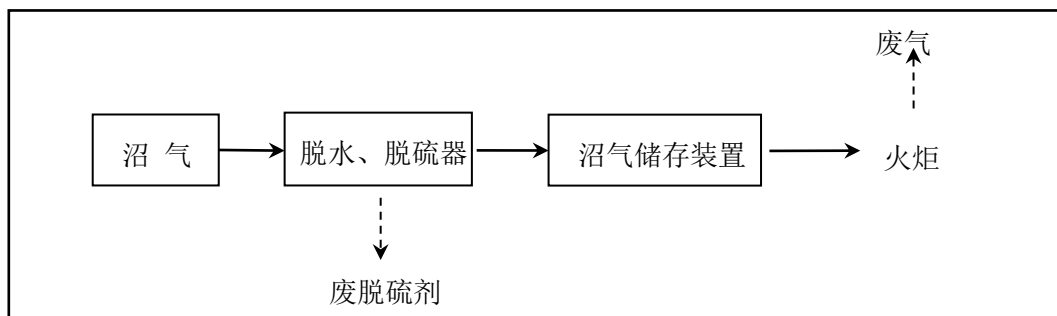 废气
沼 气
脱水、脱硫器
沼气储存装置
火炬
废脱硫剂